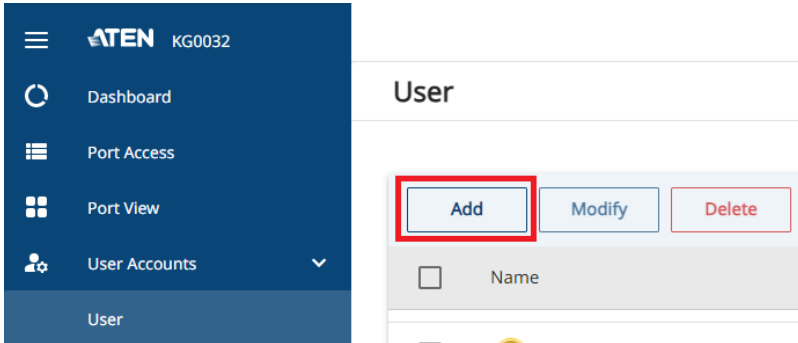 ATEN KG0032
Dashboard
Port Access
Port View
User Accounts
User
User
Add Modify Delete
Name